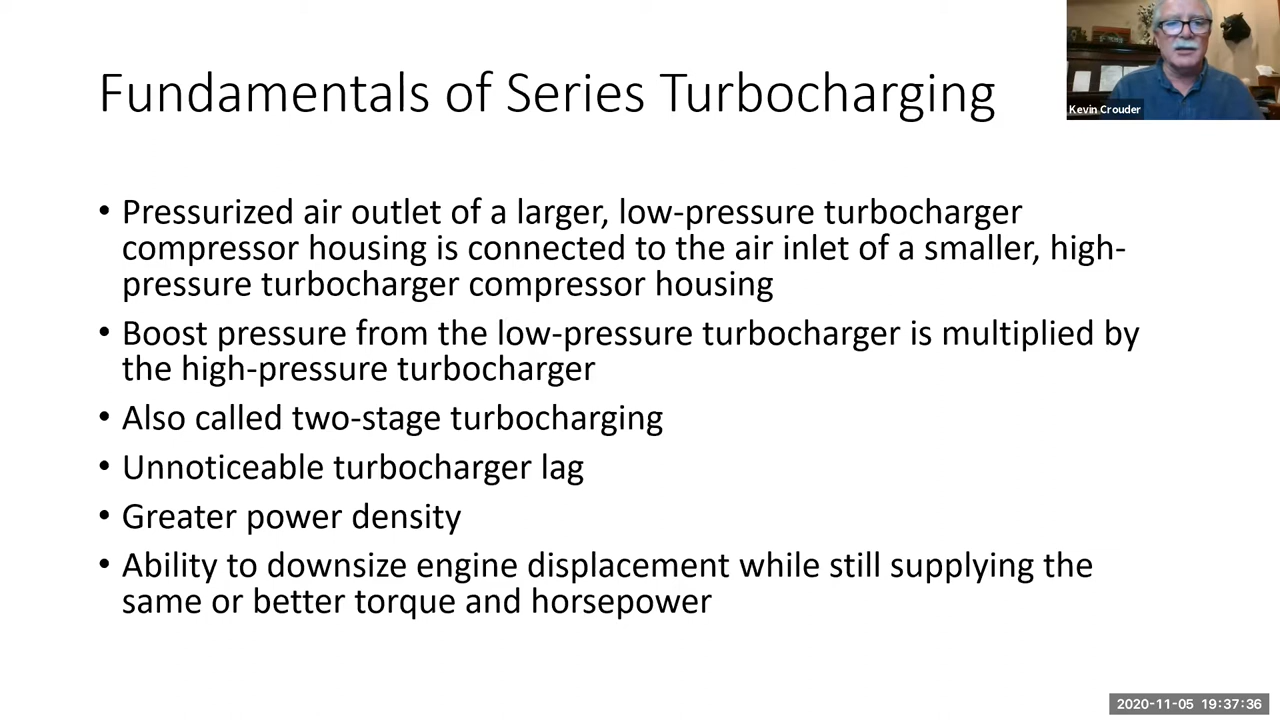 Fundamentals of Series Turbocharging
Kevin Crouder
• Pressurized air outlet of a larger, low-pressure turbocharger
compressor housing is connected to the air inlet of a smaller, high-
pressure turbocharger compressor housing
• Boost pressure from the low-pressure turbocharger is multiplied by
the high-pressure turbocharger
• Also called two-stage turbocharging
• Unnoticeable turbocharger lag
• Greater power density
• Ability to downsize engine displacement while still supplying the
same or better torque and horsepower
2020-11-05 19:37:36